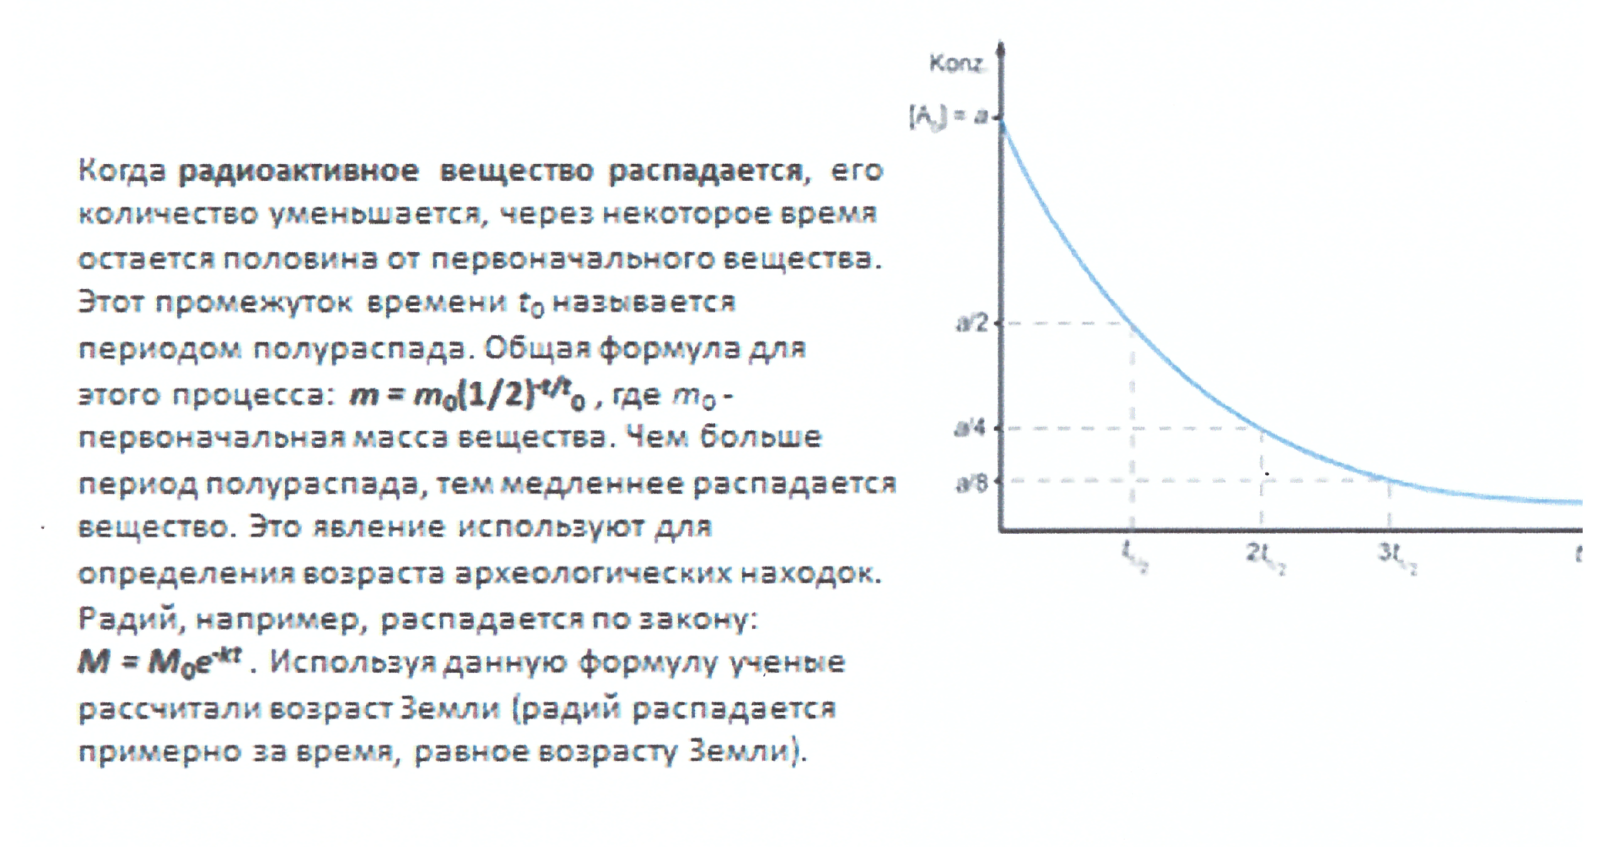 Когда радиоактивное вещество распадается, его
количество уменьшается, через некоторое время
остается половина от первоначального вещества.
Этот промежуток времени t₀ называется
периодом полураспада. Общая формула для
этого процесса: m = m₀(1/2)⁻ᵗ/ᵗ₀ , где m₀ -
первоначальная масса вещества. Чем больше
период полураспада, тем медленнее распадается
вещество. Это явление используют для
определения возраста археологических находок.
Радий, например, распадается по закону:
M = M₀e⁻ᵏᵗ . Используя данную формулу ученые
рассчитали возраст Земли (радий распадается
примерно за время, равное возрасту Земли).
Konz.
[A₀] = a
a/2
a/4
a/8
t₁/₂
2t₁/₂
3t₁/₂
t